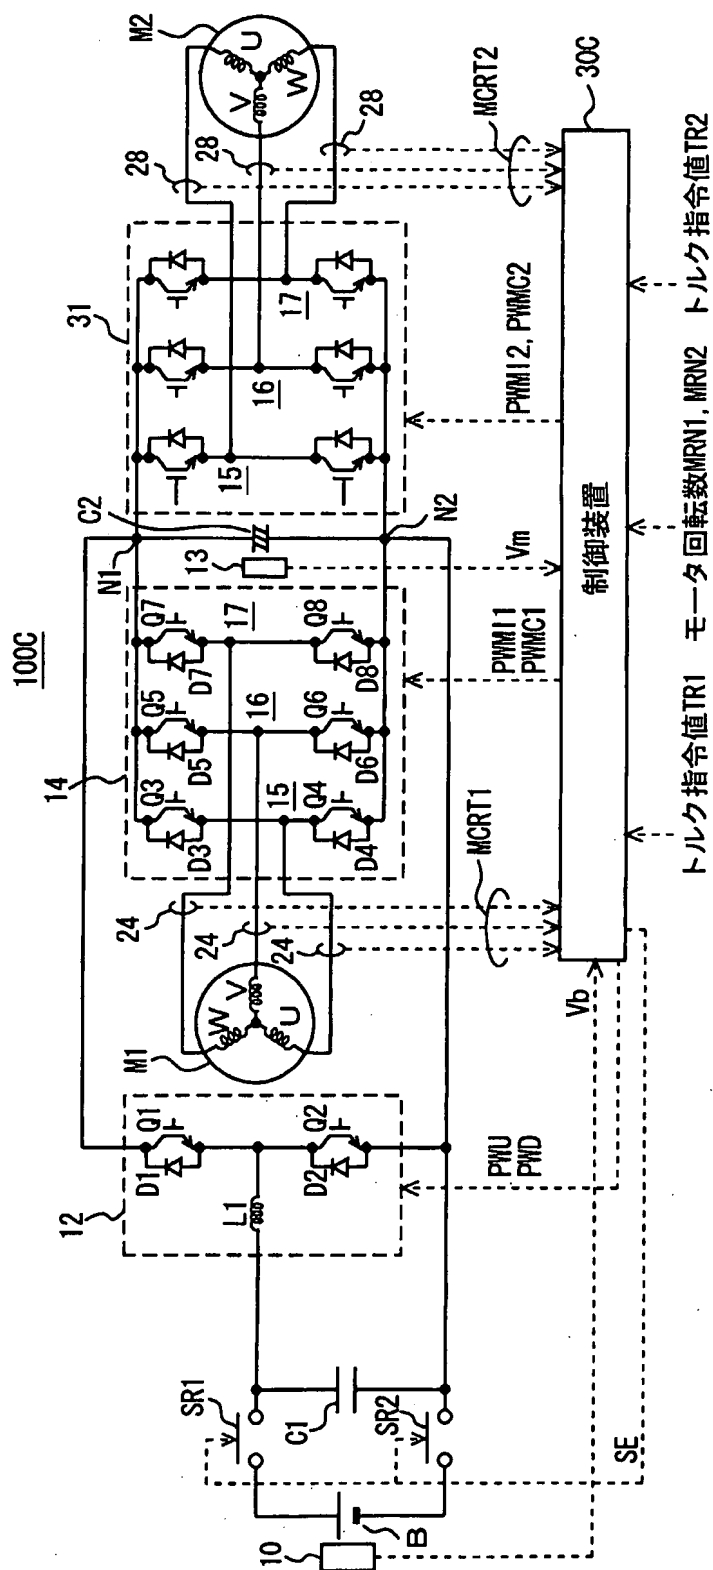 100C
M2
U
V
W
28
28
28
MCRT2
30C
31
15
16
17
PWMI2, PWMC2
トルク指令値TR2
C2
N1
N2
13
Vm
モータ回転数MRN1, MRN2
制御装置
14
Q7
17
Q8
D7
D8
Q5
16
Q6
D5
D6
Q3
15
Q4
D3
D4
PWMI1
PWMC1
MCRT1
トルク指令値TR1
24
24
24
M1
W
V
U
Vb
12
Q1
D1
Q2
D2
L1
PWU
PWD
SR1
C1
SR2
SE
10
B